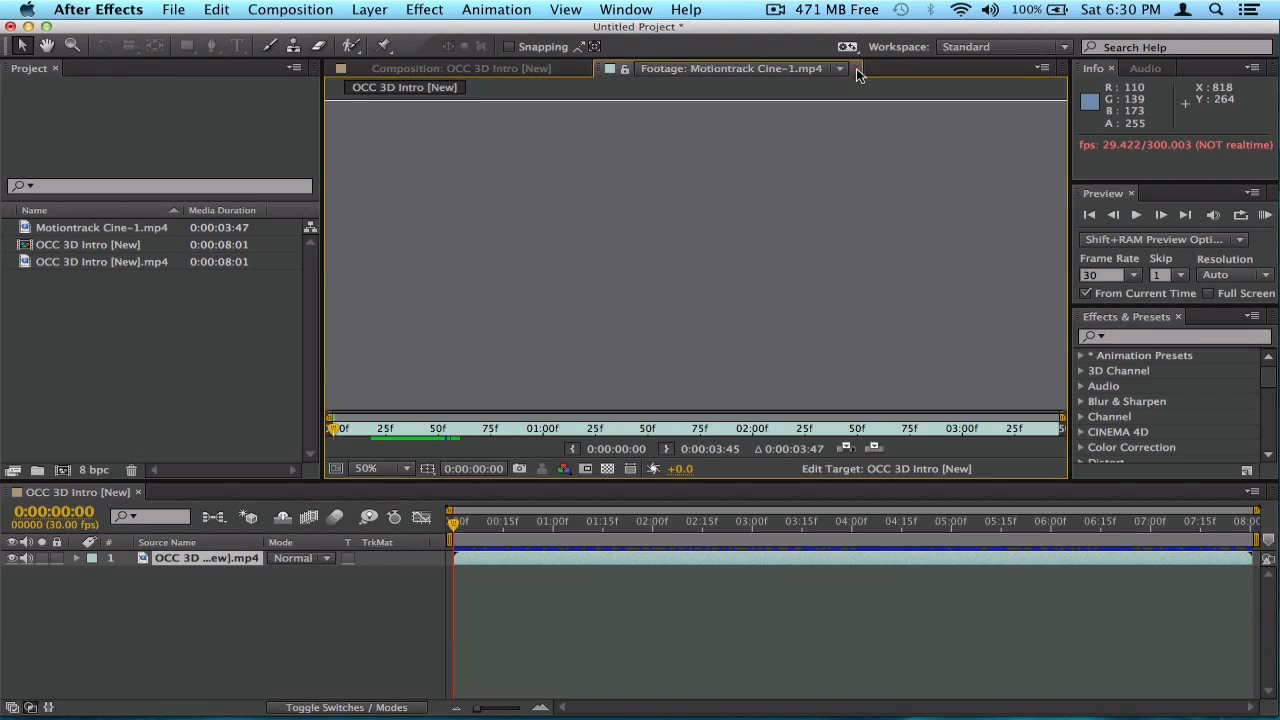 After Effects File Edit Composition Layer Effect Animation View Window Help 471 MB Free 100% Sat 6:30 PM
Untitled Project *
T Snapping Workspace: Standard Search Help
Project × Composition: OCC 3D Intro [New] Footage: Motiontrack Cine-1.mp4 Info × Audio
OCC 3D Intro [New]
R: 110 X: 818
G: 139 Y: 264
B: 173
A: 255
fps: 29.422/300.003 (NOT realtime)
Name Media Duration
Motiontrack Cine-1.mp4 0:00:03:47
OCC 3D Intro [New] 0:00:08:01
OCC 3D Intro [New].mp4 0:00:08:01
Preview ×
Shift+RAM Preview Opti...
Frame Rate Skip Resolution
30 1 Auto
From Current Time Full Screen
Effects & Presets ×
* Animation Presets
3D Channel
Audio
Blur & Sharpen
Channel
CINEMA 4D
Color Correction
25f 50f 75f 01:00f 25f 50f 75f 02:00f 25f 50f 75f 03:00f 25f
0:00:00:00 0:00:03:45 Δ 0:00:03:47
8 bpc 50% 0:00:00:00 +0.0 Edit Target: OCC 3D Intro [New]
OCC 3D Intro [New] ×
0:00:00:00
00000 (30.00 fps)
00:15f 01:00f 01:15f 02:00f 02:15f 03:00f 03:15f 04:00f 04:15f 05:00f 05:15f 06:00f 06:15f 07:00f 07:15f
# Source Name Mode T TrkMat
1 OCC 3D ...ew].mp4 Normal
Toggle Switches / Modes